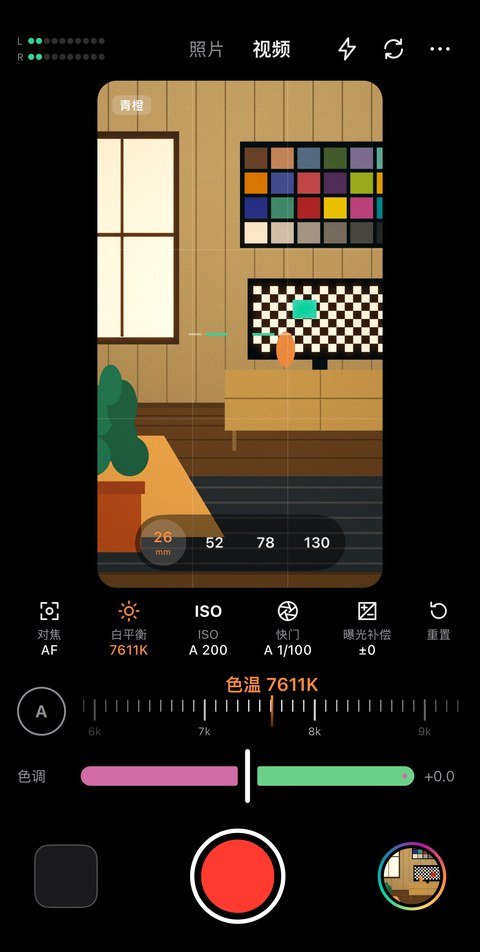 L
R
照片 视频
青橙
26 52 78 130
mm
ISO
对焦 白平衡 ISO 快门 曝光补偿 重置
AF 7611K A 200 A 1/100 ±0
色温 7611K
A
6k 7k 8k 9k
色调 +0.0